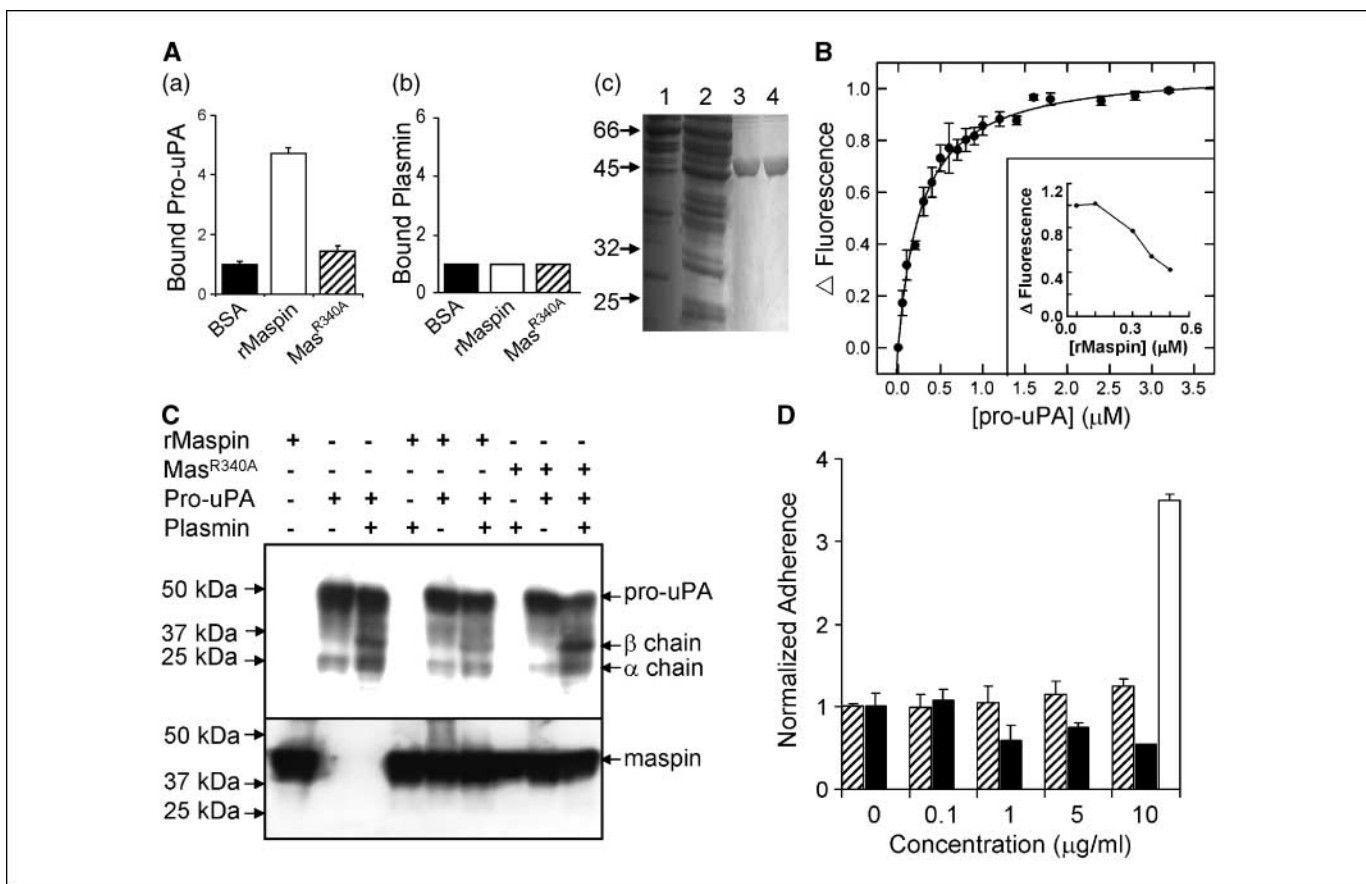 A
(a)
Bound Pro-uPA
6
4
2
0
BSA
rMaspin
Mas^R340A
(b)
Bound Plasmin
6
4
2
0
BSA
rMaspin
Mas^R340A
(c)
1 2 3 4
66
45
32
25
B
△ Fluorescence
1.0
0.8
0.6
0.4
0.2
0.0
0.0 0.5 1.0 1.5 2.0 2.5 3.0 3.5
[pro-uPA] (μM)
Δ Fluorescence
1.2
0.8
0.4
0.0
0.0 0.3 0.6
[rMaspin] (μM)
C
rMaspin + - - + + + - - -
Mas^R340A - - - - - - + + +
Pro-uPA - + + - + + - + +
Plasmin - - + + - + + - +
50 kDa
37 kDa
25 kDa
pro-uPA
β chain
α chain
50 kDa
37 kDa
25 kDa
maspin
D
Normalized Adherence
4
3
2
1
0
0 0.1 1 5 10
Concentration (μg/ml)